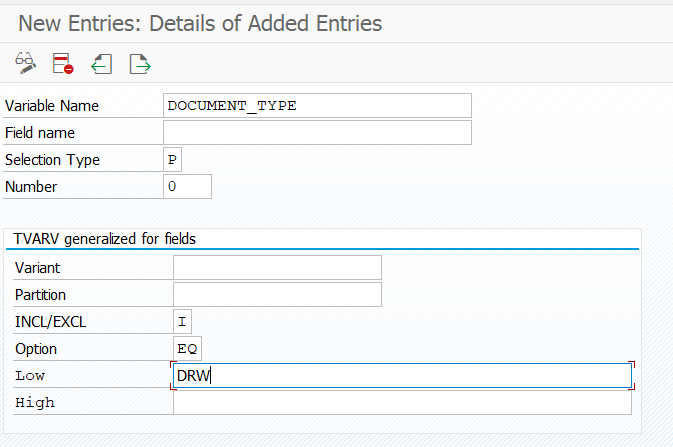 New Entries: Details of Added Entries
Variable Name DOCUMENT_TYPE
Field name
Selection Type P
Number 0
TVARV generalized for fields
Variant
Partition
INCL/EXCL I
Option EQ
Low DRW
High